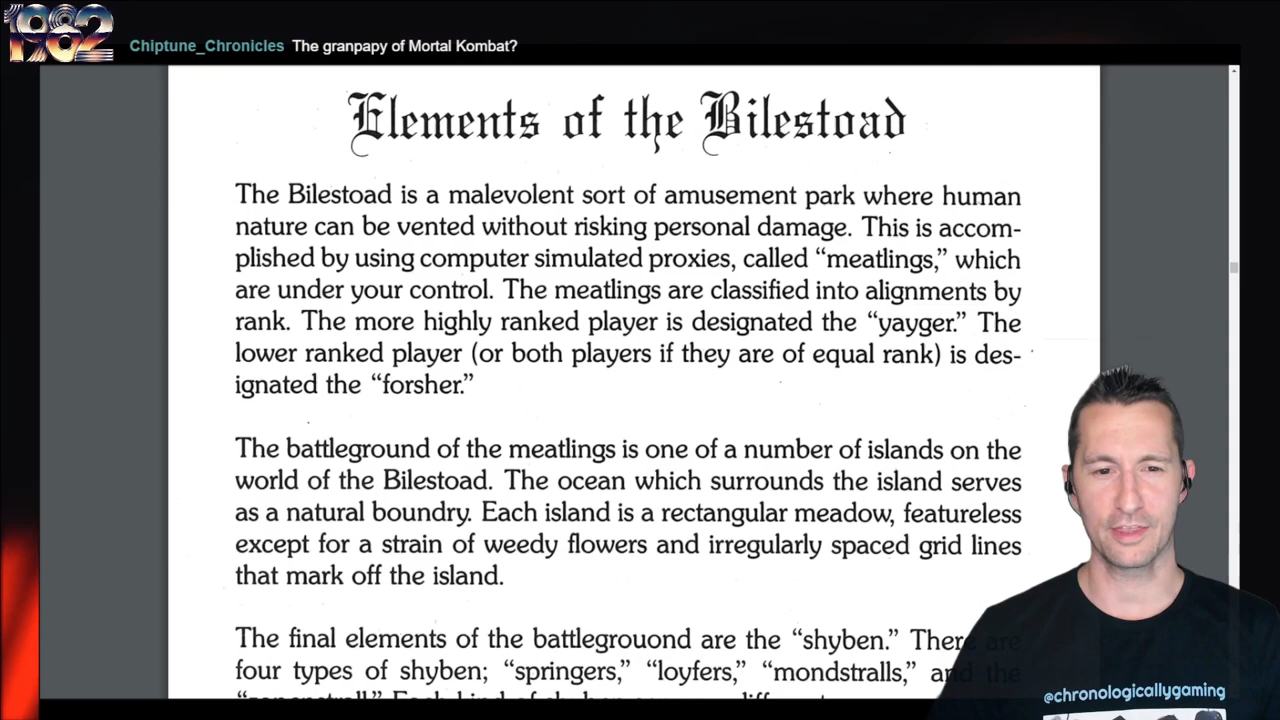 1982
Chiptune_Chronicles The granpapy of Mortal Kombat?
Elements of the Bilestoad
The Bilestoad is a malevolent sort of amusement park where human
nature can be vented without risking personal damage. This is accom-
plished by using computer simulated proxies, called “meatlings,” which
are under your control. The meatlings are classified into alignments by
rank. The more highly ranked player is designated the “yayger.” The
lower ranked player (or both players if they are of equal rank) is des-
ignated the “forsher.”
The battleground of the meatlings is one of a number of islands on the
world of the Bilestoad. The ocean which surrounds the island serves
as a natural boundry. Each island is a rectangular meadow, featureless
except for a strain of weedy flowers and irregularly spaced grid lines
that mark off the island.
The final elements of the battlegrouond are the “shyben.” There are
four types of shyben; “springers,” “loyfers,” “mondstralls,” and the
Each kind of shyben
@chronologicallygaming